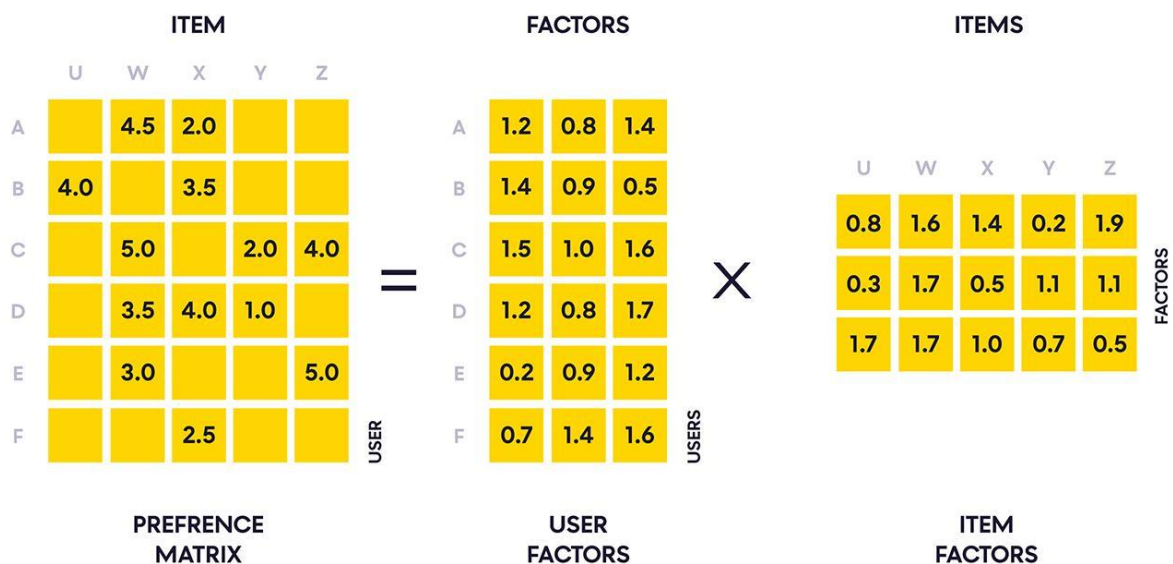 ITEM
FACTORS
ITEMS
U W X Y Z
A 4.5 2.0
B 4.0 3.5
C 5.0 2.0 4.0
D 3.5 4.0 1.0
E 3.0 5.0
F 2.5
USER
PREFRENCE
MATRIX
=
A 1.2 0.8 1.4
B 1.4 0.9 0.5
C 1.5 1.0 1.6
D 1.2 0.8 1.7
E 0.2 0.9 1.2
F 0.7 1.4 1.6
USERS
USER
FACTORS
X
U W X Y Z
0.8 1.6 1.4 0.2 1.9
0.3 1.7 0.5 1.1 1.1
1.7 1.7 1.0 0.7 0.5
FACTORS
ITEM
FACTORS